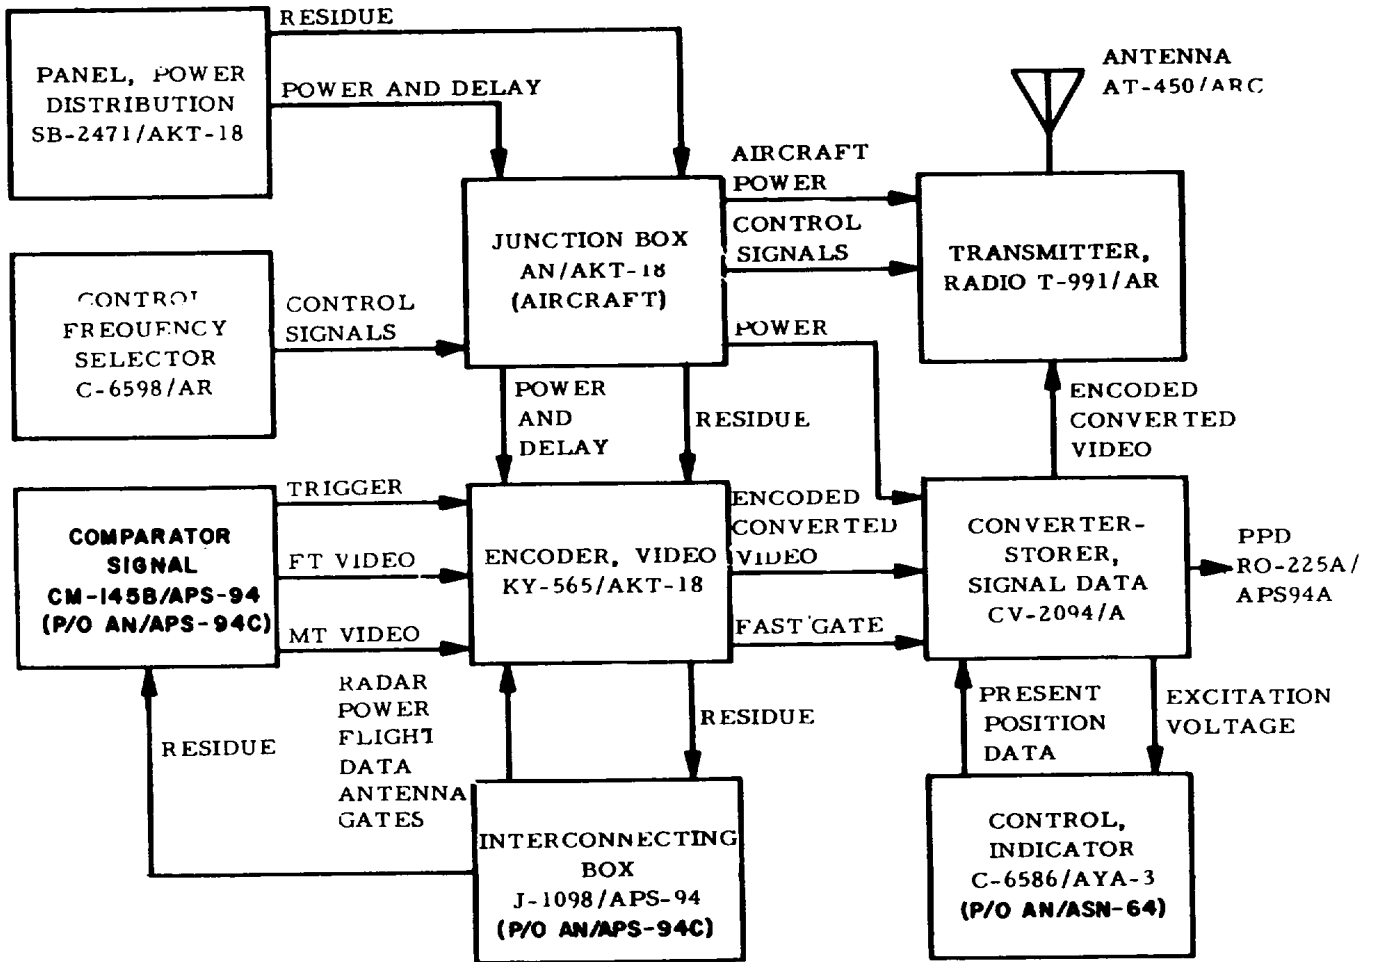 RESIDUE
PANEL, POWER
DISTRIBUTION
SB-2471/AKT-18
POWER AND DELAY
ANTENNA
AT-450/ARC
AIRCRAFT
POWER
CONTROL
SIGNALS
JUNCTION BOX
AN/AKT-18
(AIRCRAFT)
TRANSMITTER,
RADIO T-991/AR
CONTROL
FREQUENCY
SELECTOR
C-6598/AR
CONTROL
SIGNALS
POWER
POWER
AND
DELAY
RESIDUE
ENCODED
CONVERTED
VIDEO
COMPARATOR
SIGNAL
CM-145B/APS-94
(P/O AN/APS-94C)
TRIGGER
FT VIDEO
MT VIDEO
ENCODER, VIDEO
KY-565/AKT-18
ENCODED
CONVERTED
VIDEO
FAST GATE
CONVERTER-
STORER,
SIGNAL DATA
CV-2094/A
PPD
RO-225A/
APS94A
RESIDUE
RADAR
POWER
FLIGHT
DATA
ANTENNA
GATES
RESIDUE
PRESENT
POSITION
DATA
EXCITATION
VOLTAGE
INTERCONNECTING
BOX
J-1098/APS-94
(P/O AN/APS-94C)
CONTROL,
INDICATOR
C-6586/AYA-3
(P/O AN/ASN-64)